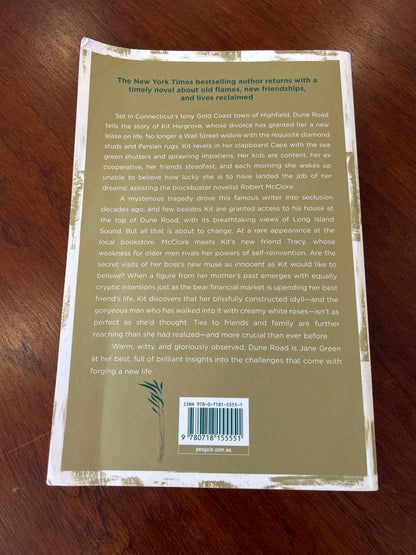 The New York Times bestselling author returns with a
timely novel about old flames, new friendships,
and lives reclaimed
Set in Connecticut's tony Gold Coast town of Highfield, Dune Road
tells the story of Kit Hargrove, whose divorce has granted her a new
lease on life. No longer a Wall Street widow with the requisite diamond
studs and Persian rugs, Kit revels in her clapboard Cape with the sea
green shutters and sprawling impatiens. Her kids are content, her ex
cooperative, her friends steadfast, and each morning she wakes up
unable to believe how lucky she is to have landed the job of her
dreams: assisting the blockbuster novelist Robert McClore.
A mysterious tragedy drove this famous writer into seclusion
decades ago, and few besides Kit are granted access to his house at
the top of Dune Road, with its breathtaking views of Long Island
Sound. But all that is about to change. At a rare appearance at the
local bookstore, McClore meets Kit's new friend Tracy, whose
weakness for older men rivals her powers of self-reinvention. Are the
secret visits of her boss's new muse as innocent as Kit would like to
believe? When a figure from her mother's past emerges with equally
cryptic intentions just as the bear financial market is upending her best
friend's life, Kit discovers that her blissfully constructed idyll—and the
gorgeous man who has walked into it with creamy white roses—isn't as
perfect as she'd thought. Ties to friends and family are further
reaching than she had realized—and more crucial than ever before.
Warm, witty, and gloriously observed, Dune Road is Jane Green
at her best, full of brilliant insights into the challenges that come with
forging a new life.
ISBN 978-0-7181-5555-1
9 780718 155551
penguin.com.au